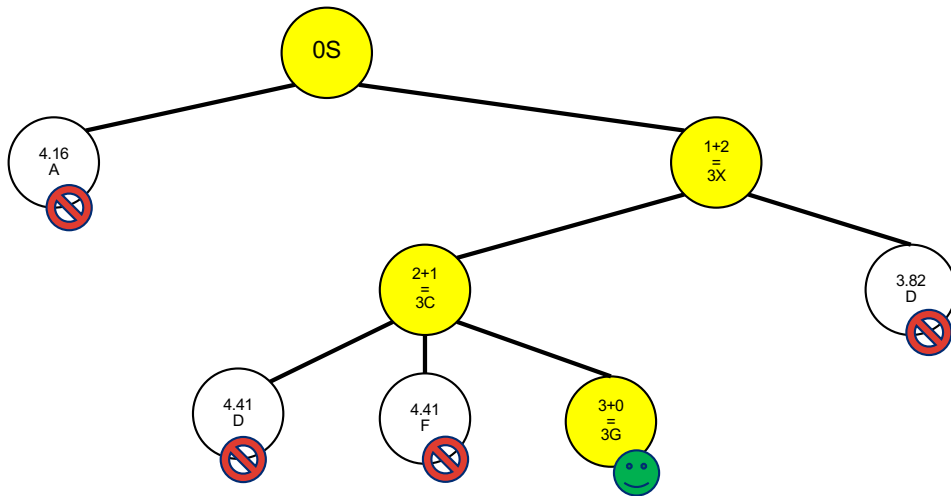 0S
4.16
A
1+2
=
3X
2+1
=
3C
3.82
D
4.41
D
4.41
F
3+0
=
3G